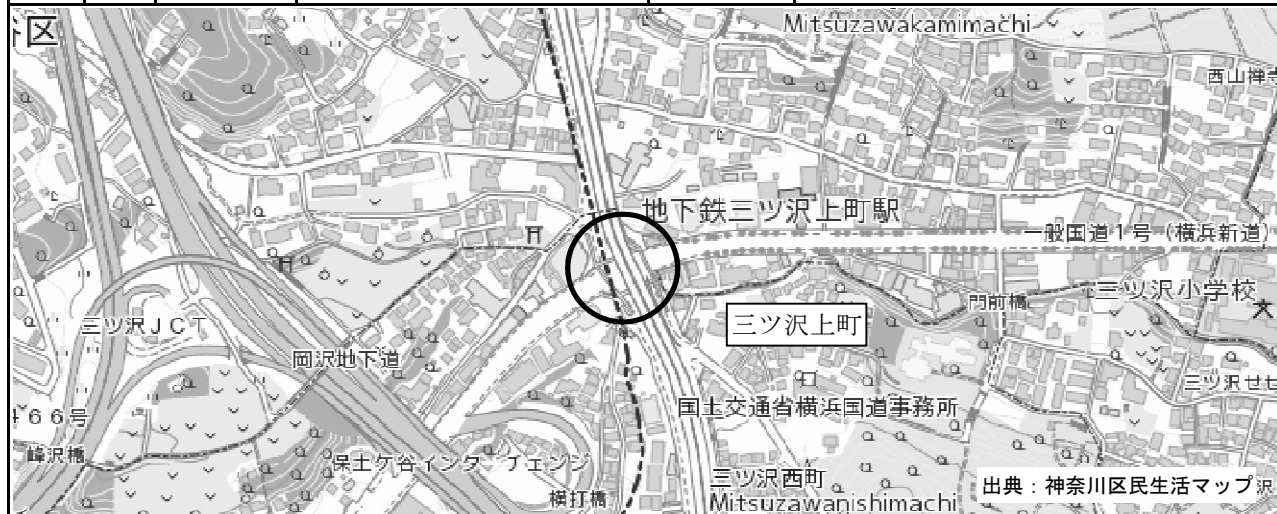 Mitsuzawakamimachi
区
西山禅寺
地下鉄三ツ沢上町駅
一般国道1号（横浜新道）
三ツ沢小学校
門前橋
三ツ沢上町
三ツ沢JCT
岡沢地下道
三ツ沢せせ
国土交通省横浜国道事務所
466号
峰沢橋
保土ケ谷インターチェンジ
三ツ沢西町
横打橋
Mitsuzawanishimachi
出典：神奈川区民生活マップ
沢